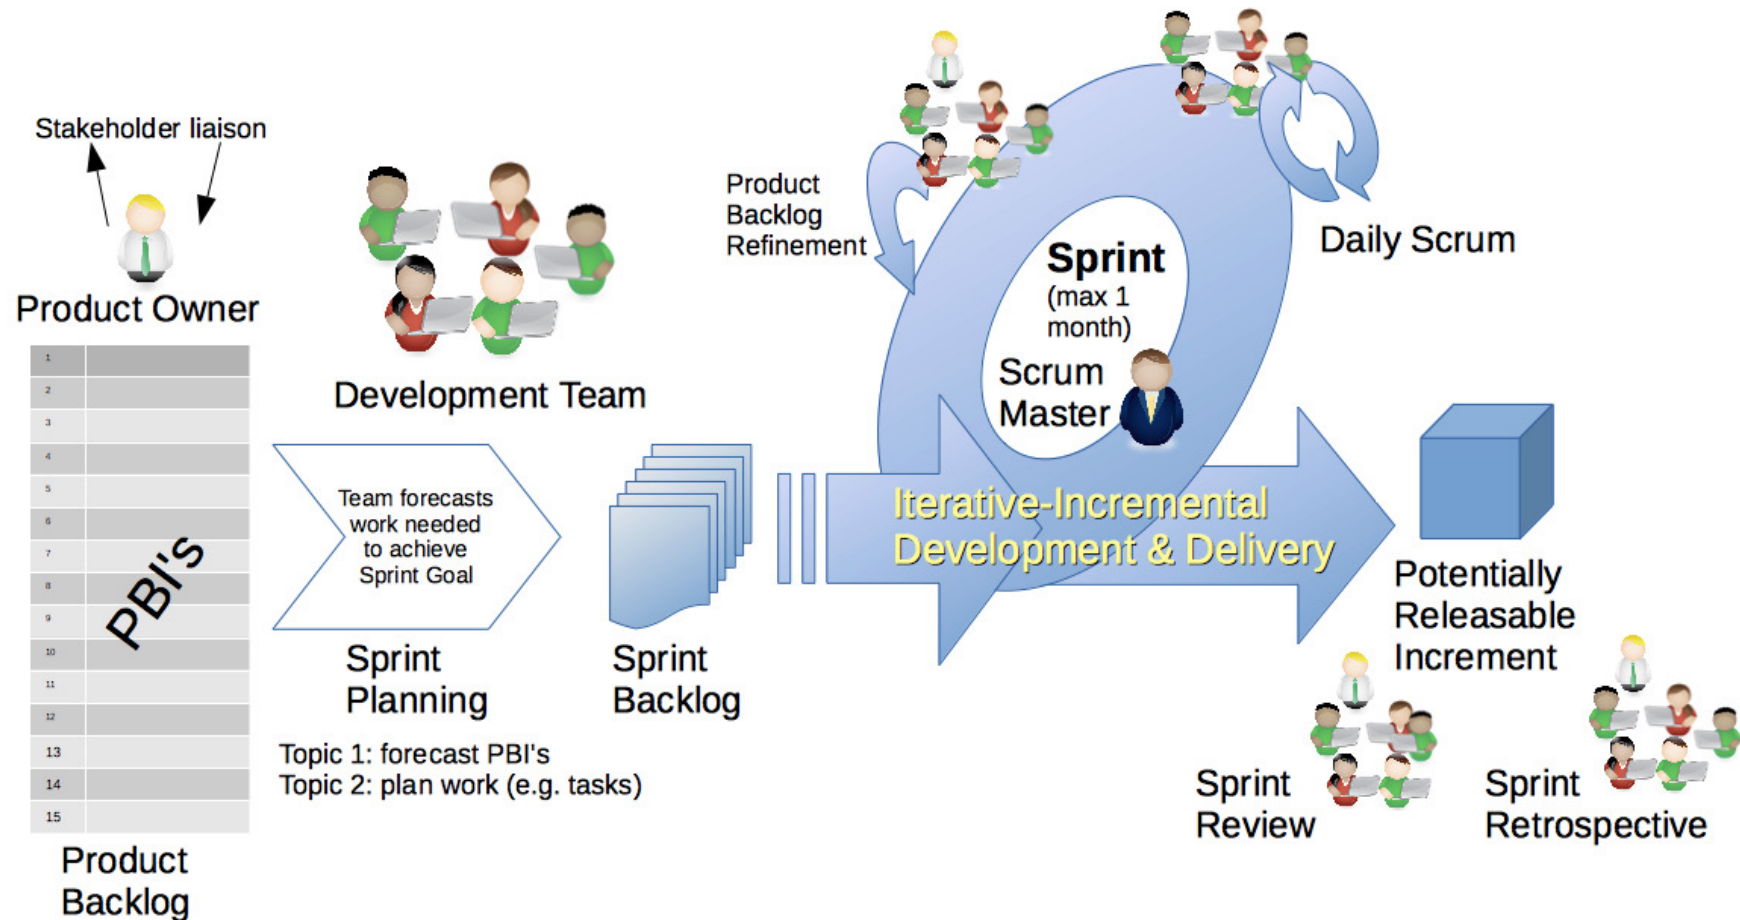 Stakeholder liaison
Product Owner
1
2
3
4
5
6
7
8
9
10
11
12
13
14
15
PBI's
Product
Backlog
Development Team
Team forecasts
work needed
to achieve
Sprint Goal
Sprint
Planning
Topic 1: forecast PBI's
Topic 2: plan work (e.g. tasks)
Sprint
Backlog
Product
Backlog
Refinement
Sprint
(max 1
month)
Scrum
Master
Daily Scrum
Iterative-Incremental
Development & Delivery
Potentially
Releasable
Increment
Sprint
Review
Sprint
Retrospective